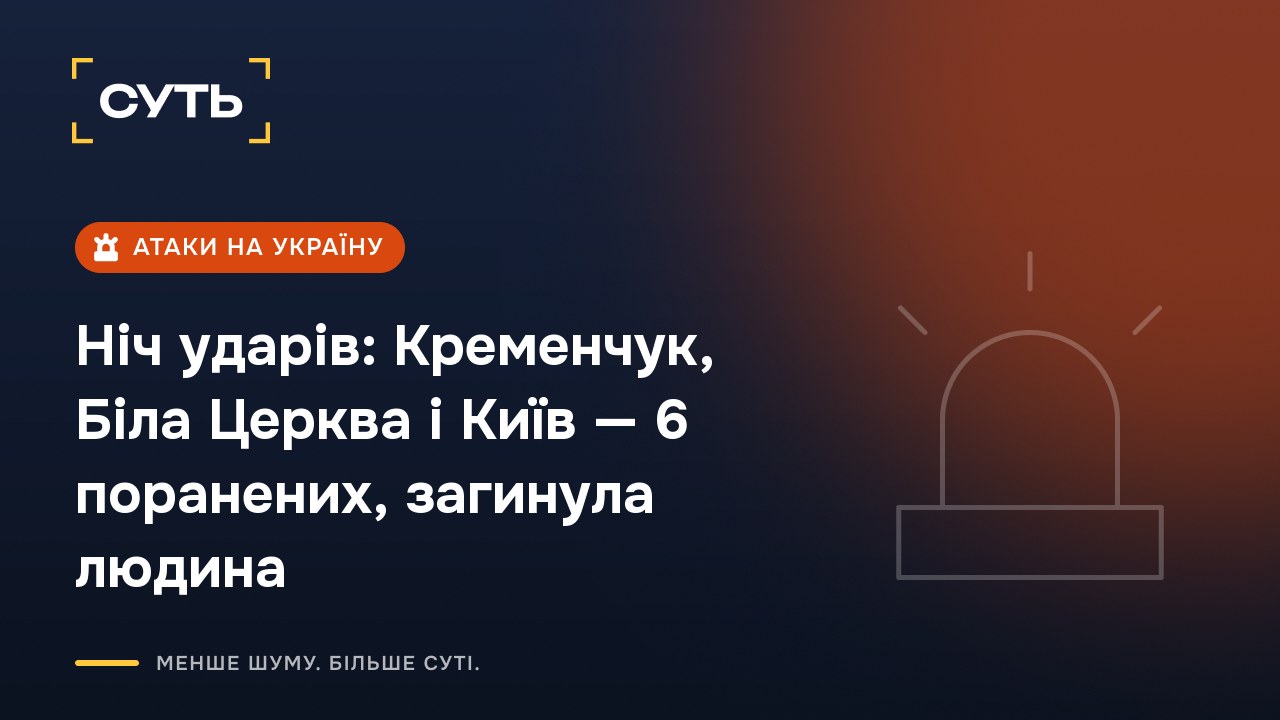 СУТЬ
АТАКИ НА УКРАЇНУ
Ніч ударів: Кременчук,
Біла Церква і Київ — 6
поранених, загинула
людина
МЕНШЕ ШУМУ. БІЛЬШЕ СУТІ.